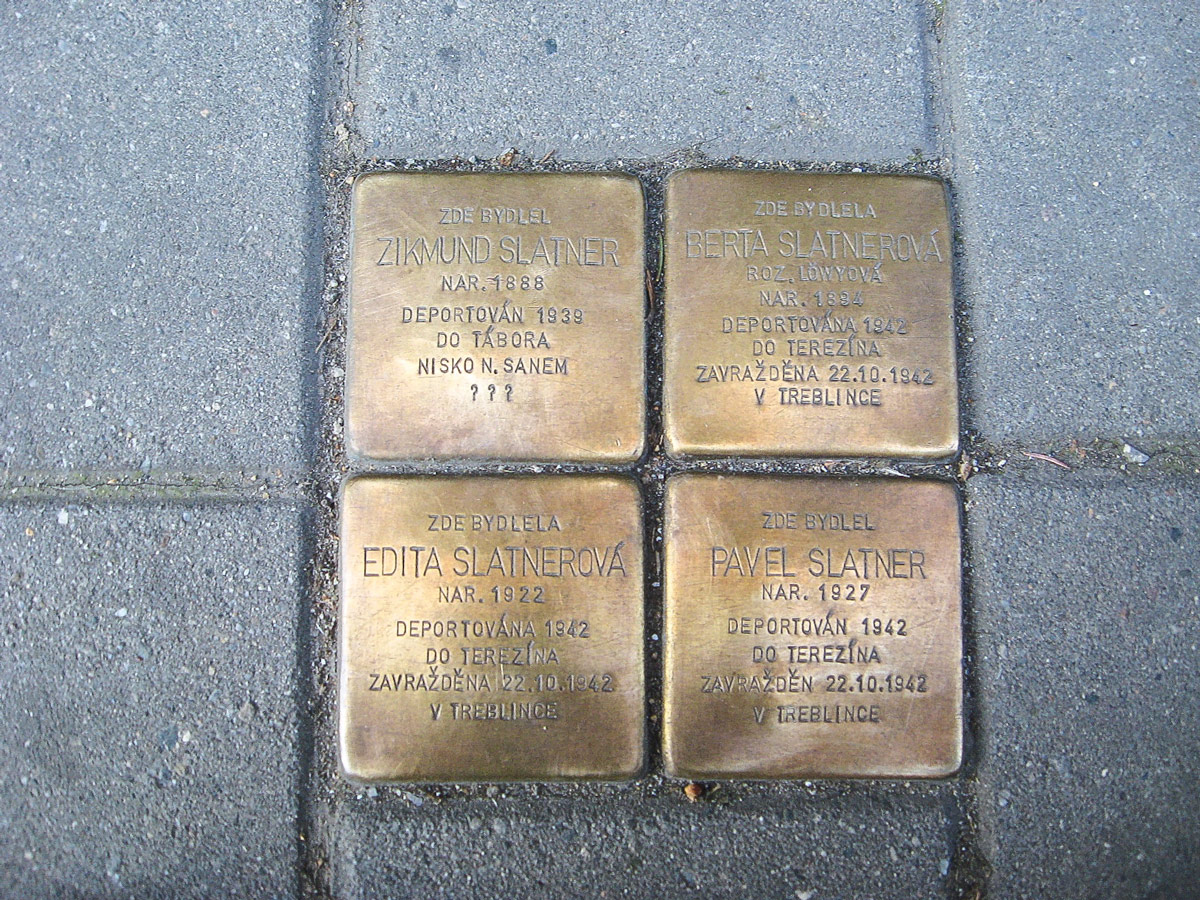 ZDE BYDLEL
ZIKMUND SLATNER
NAR. 1888
DEPORTOVÁN 1939
DO TÁBORA
NISKO N. SANEM
? ? ?
ZDE BYDLELA
BERTA SLATNEROVÁ
ROZ. LÖWYOVÁ
NAR. 1894
DEPORTOVÁNA 1942
DO TEREZÍNA
ZAVRAŽDĚNA 22.10.1942
V TREBLINCE
ZDE BYDLELA
EDITA SLATNEROVÁ
NAR. 1922
DEPORTOVÁNA 1942
DO TEREZÍNA
ZAVRAŽDĚNA 22.10.1942
V TREBLINCE
ZDE BYDLEL
PAVEL SLATNER
NAR. 1927
DEPORTOVÁN 1942
DO TEREZÍNA
ZAVRAŽDĚN 22.10.1942
V TREBLINCE